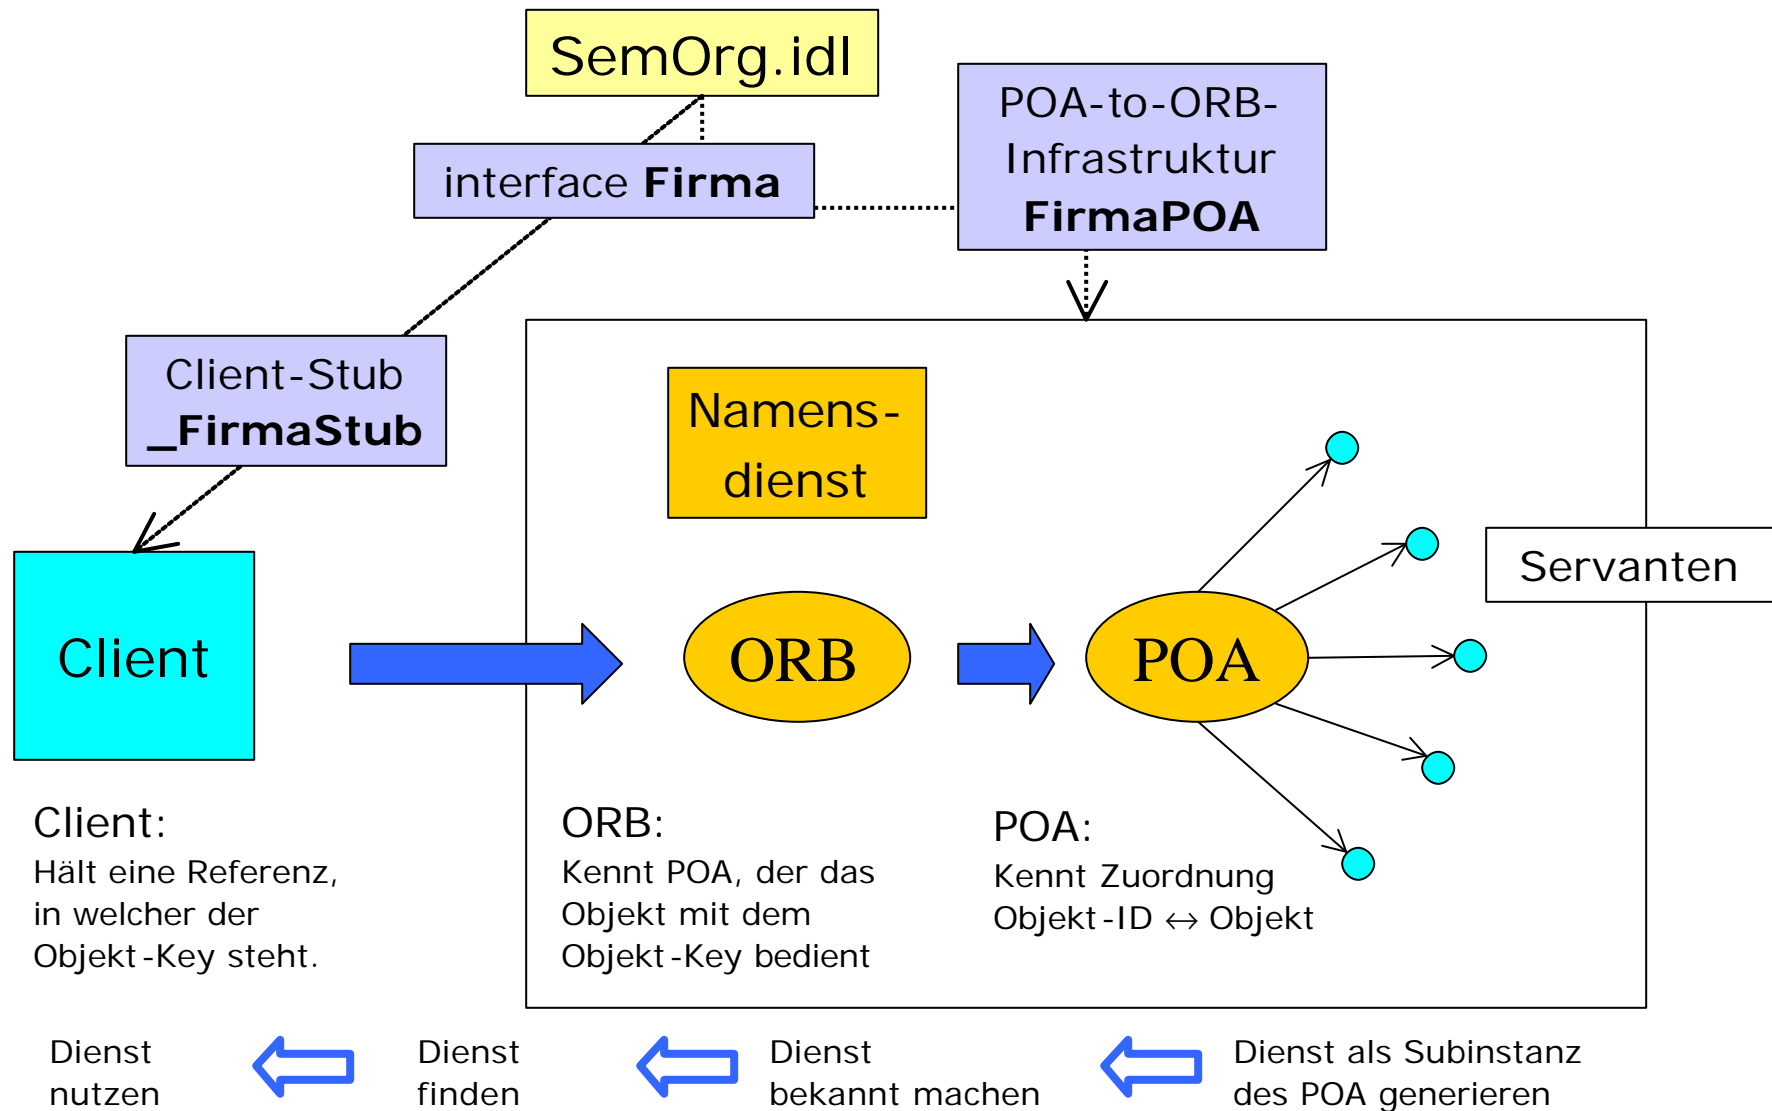 SemOrg.idl
POA-to-ORB-
Infrastruktur
FirmaPOA
interface Firma
Client-Stub
_FirmaStub
Namens-
dienst
Servanten
Client
ORB
POA
Client:
Hält eine Referenz,
in welcher der
Objekt-Key steht.
ORB:
Kennt POA, der das
Objekt mit dem
Objekt-Key bedient
POA:
Kennt Zuordnung
Objekt-ID ↔ Objekt
Dienst
nutzen
Dienst
finden
Dienst
bekannt machen
Dienst als Subinstanz
des POA generieren